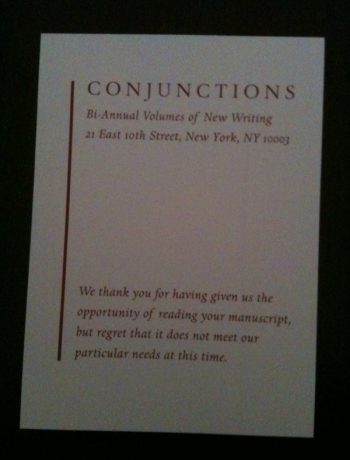 CONJUNCTIONS
Bi-Annual Volumes of New Writing
21 East 10th Street, New York, NY 10003
We thank you for having given us the
opportunity of reading your manuscript,
but regret that it does not meet our
particular needs at this time.